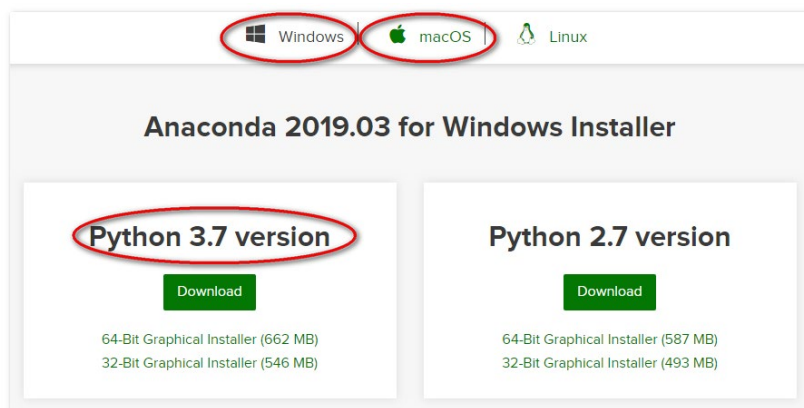 Windows | macOS | Linux
Anaconda 2019.03 for Windows Installer
Python 3.7 version
Download
64-Bit Graphical Installer (662 MB)
32-Bit Graphical Installer (546 MB)
Python 2.7 version
Download
64-Bit Graphical Installer (587 MB)
32-Bit Graphical Installer (493 MB)